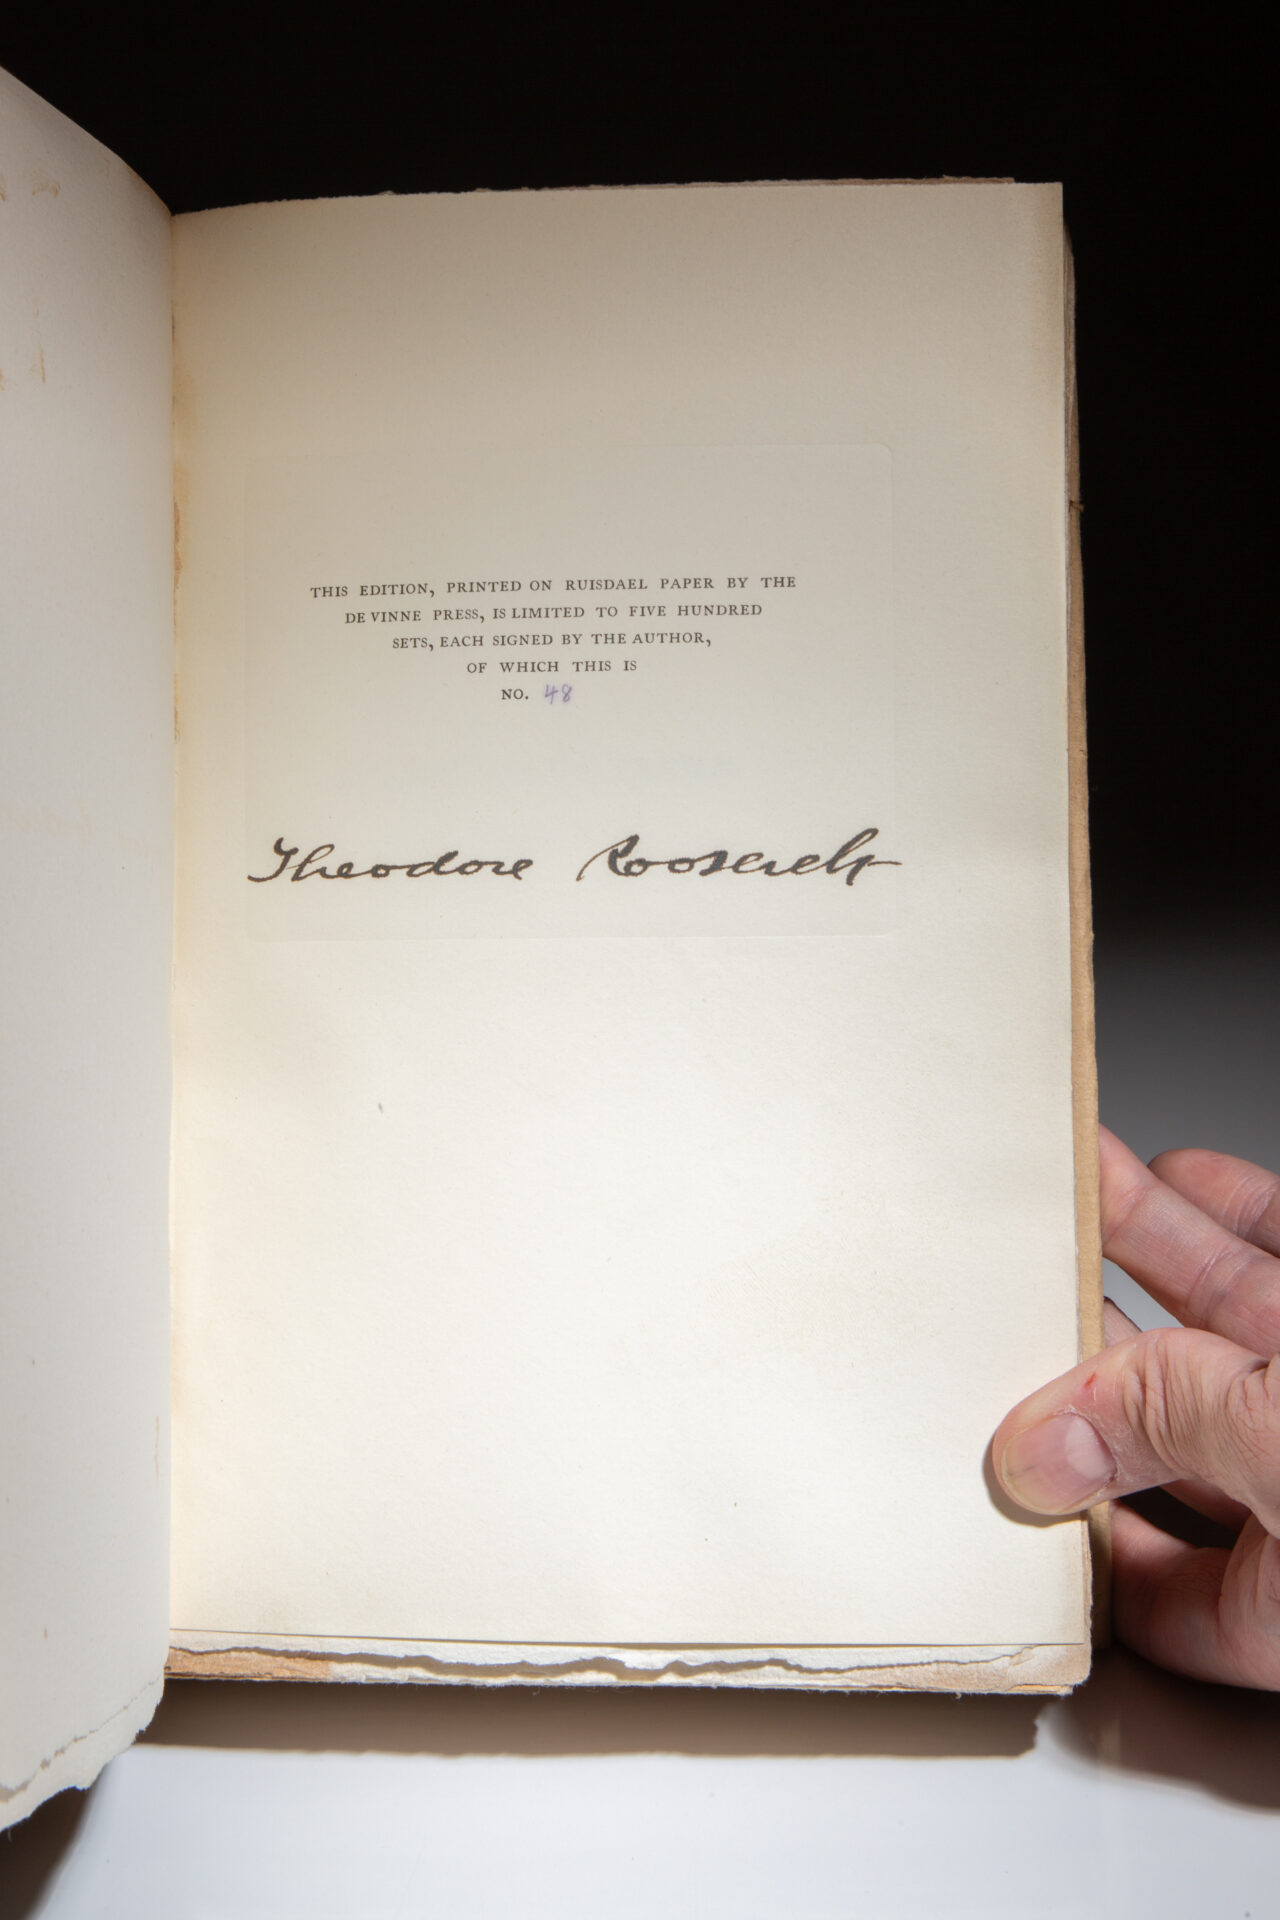 THIS EDITION, PRINTED ON RUISDAEL PAPER BY THE
DE VINNE PRESS, IS LIMITED TO FIVE HUNDRED
SETS, EACH SIGNED BY THE AUTHOR,
OF WHICH THIS IS
NO. 48
Theodore Roosevelt